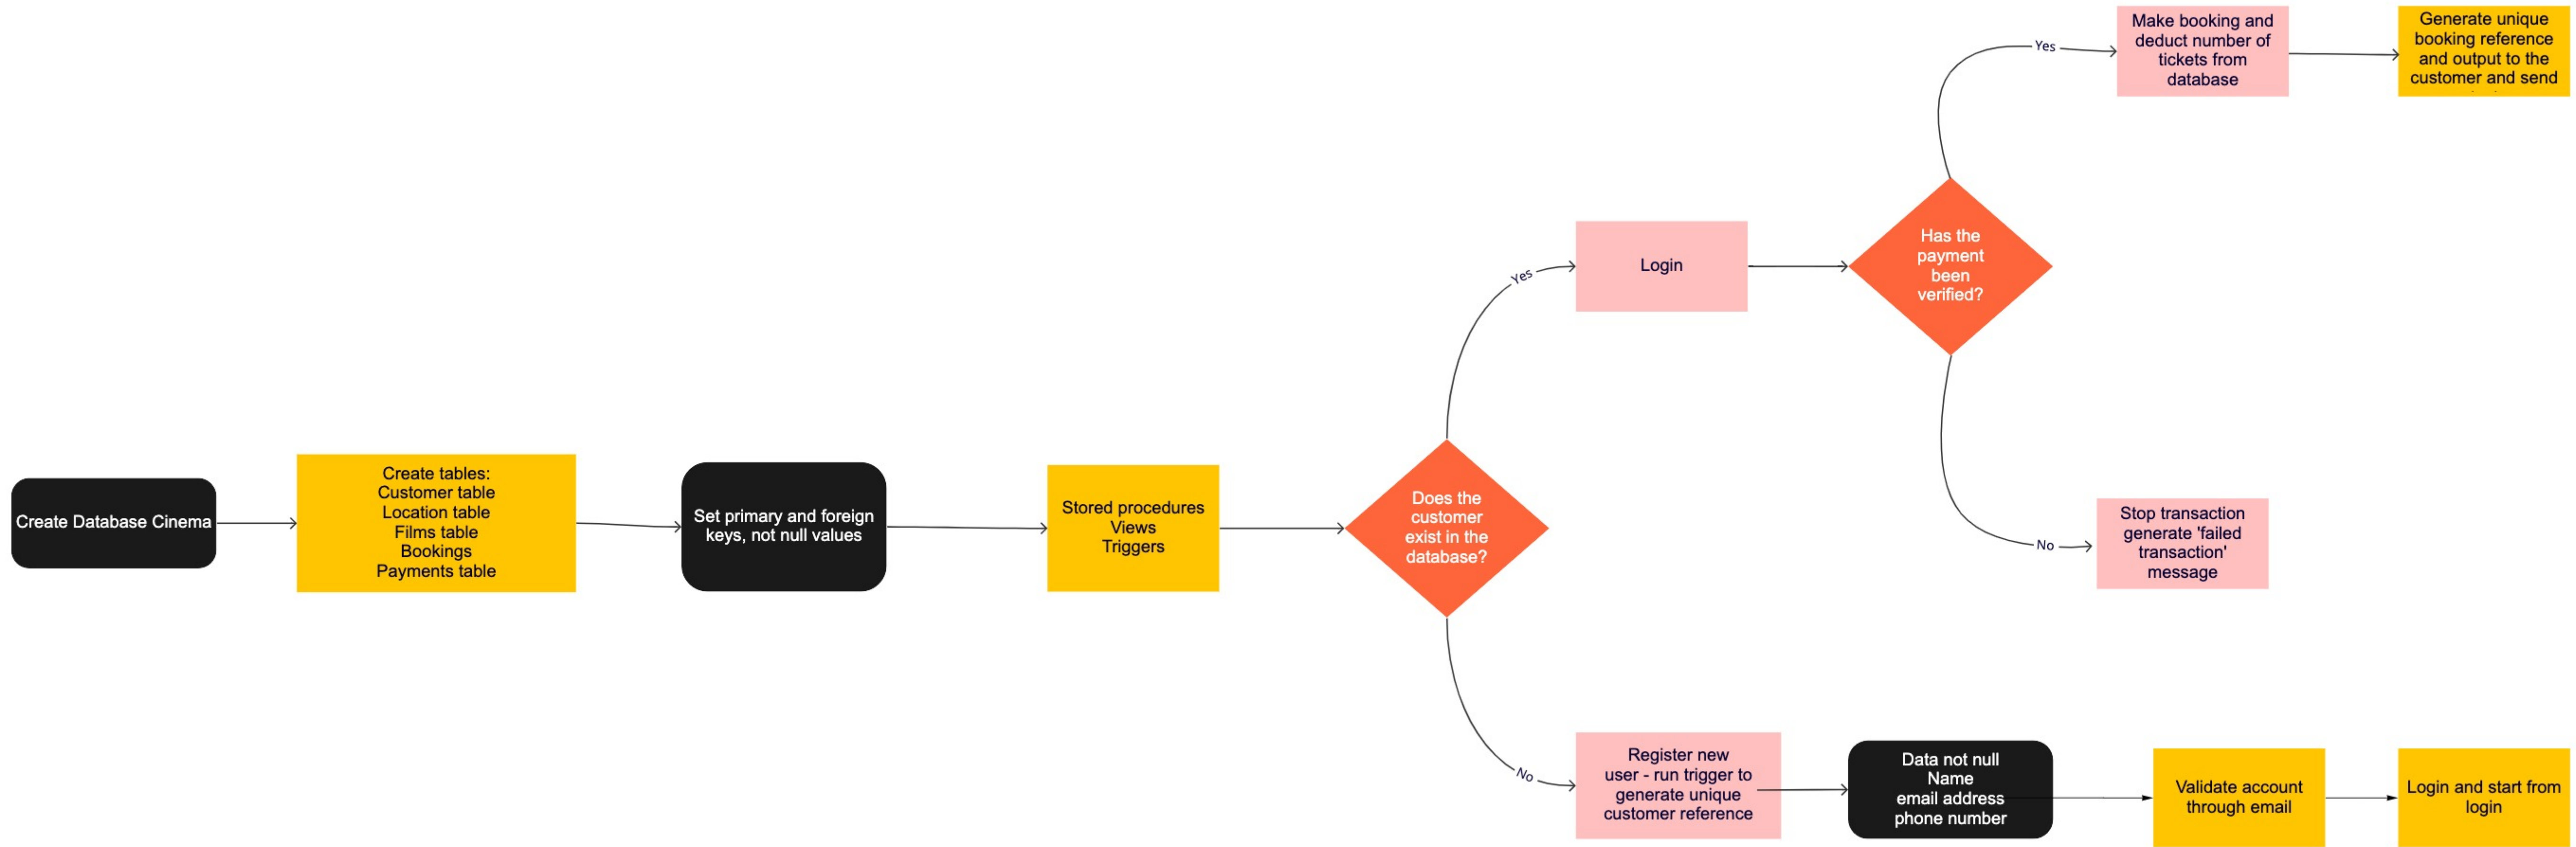 Create Database Cinema
Create tables:
Customer table
Location table
Films table
Bookings
Payments table
Set primary and foreign
keys, not null values
Stored procedures
Views
Triggers
Does the
customer
exist in the
database?
Yes
Login
Has the
payment
been
verified?
Yes
Make booking and
deduct number of
tickets from
database
Generate unique
booking reference
and output to the
customer and send
No
Stop transaction
generate 'failed
transaction'
message
No
Register new
user - run trigger to
generate unique
customer reference
Data not null
Name
email address
phone number
Validate account
through email
Login and start from
login